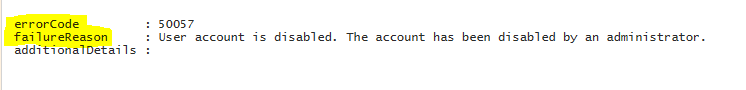 errorCode : 50057
failureReason : User account is disabled. The account has been disabled by an administrator.
additionalDetails :